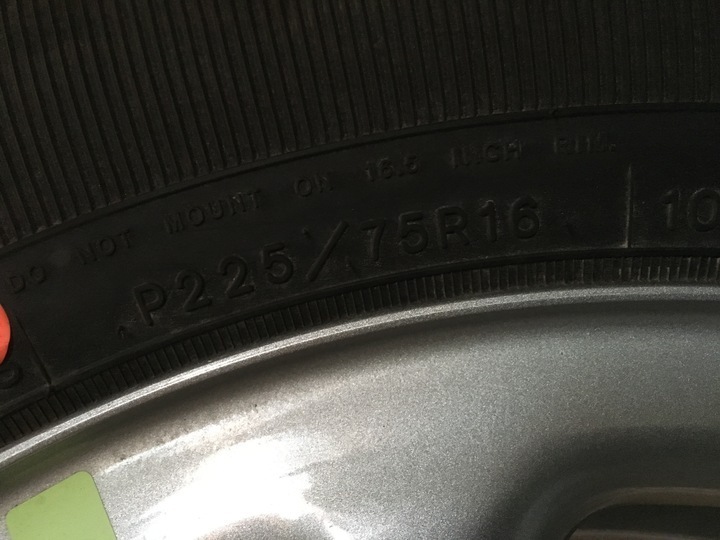 DO NOT MOUNT ON 16.5 INCH RIM.
P225/75R16 10